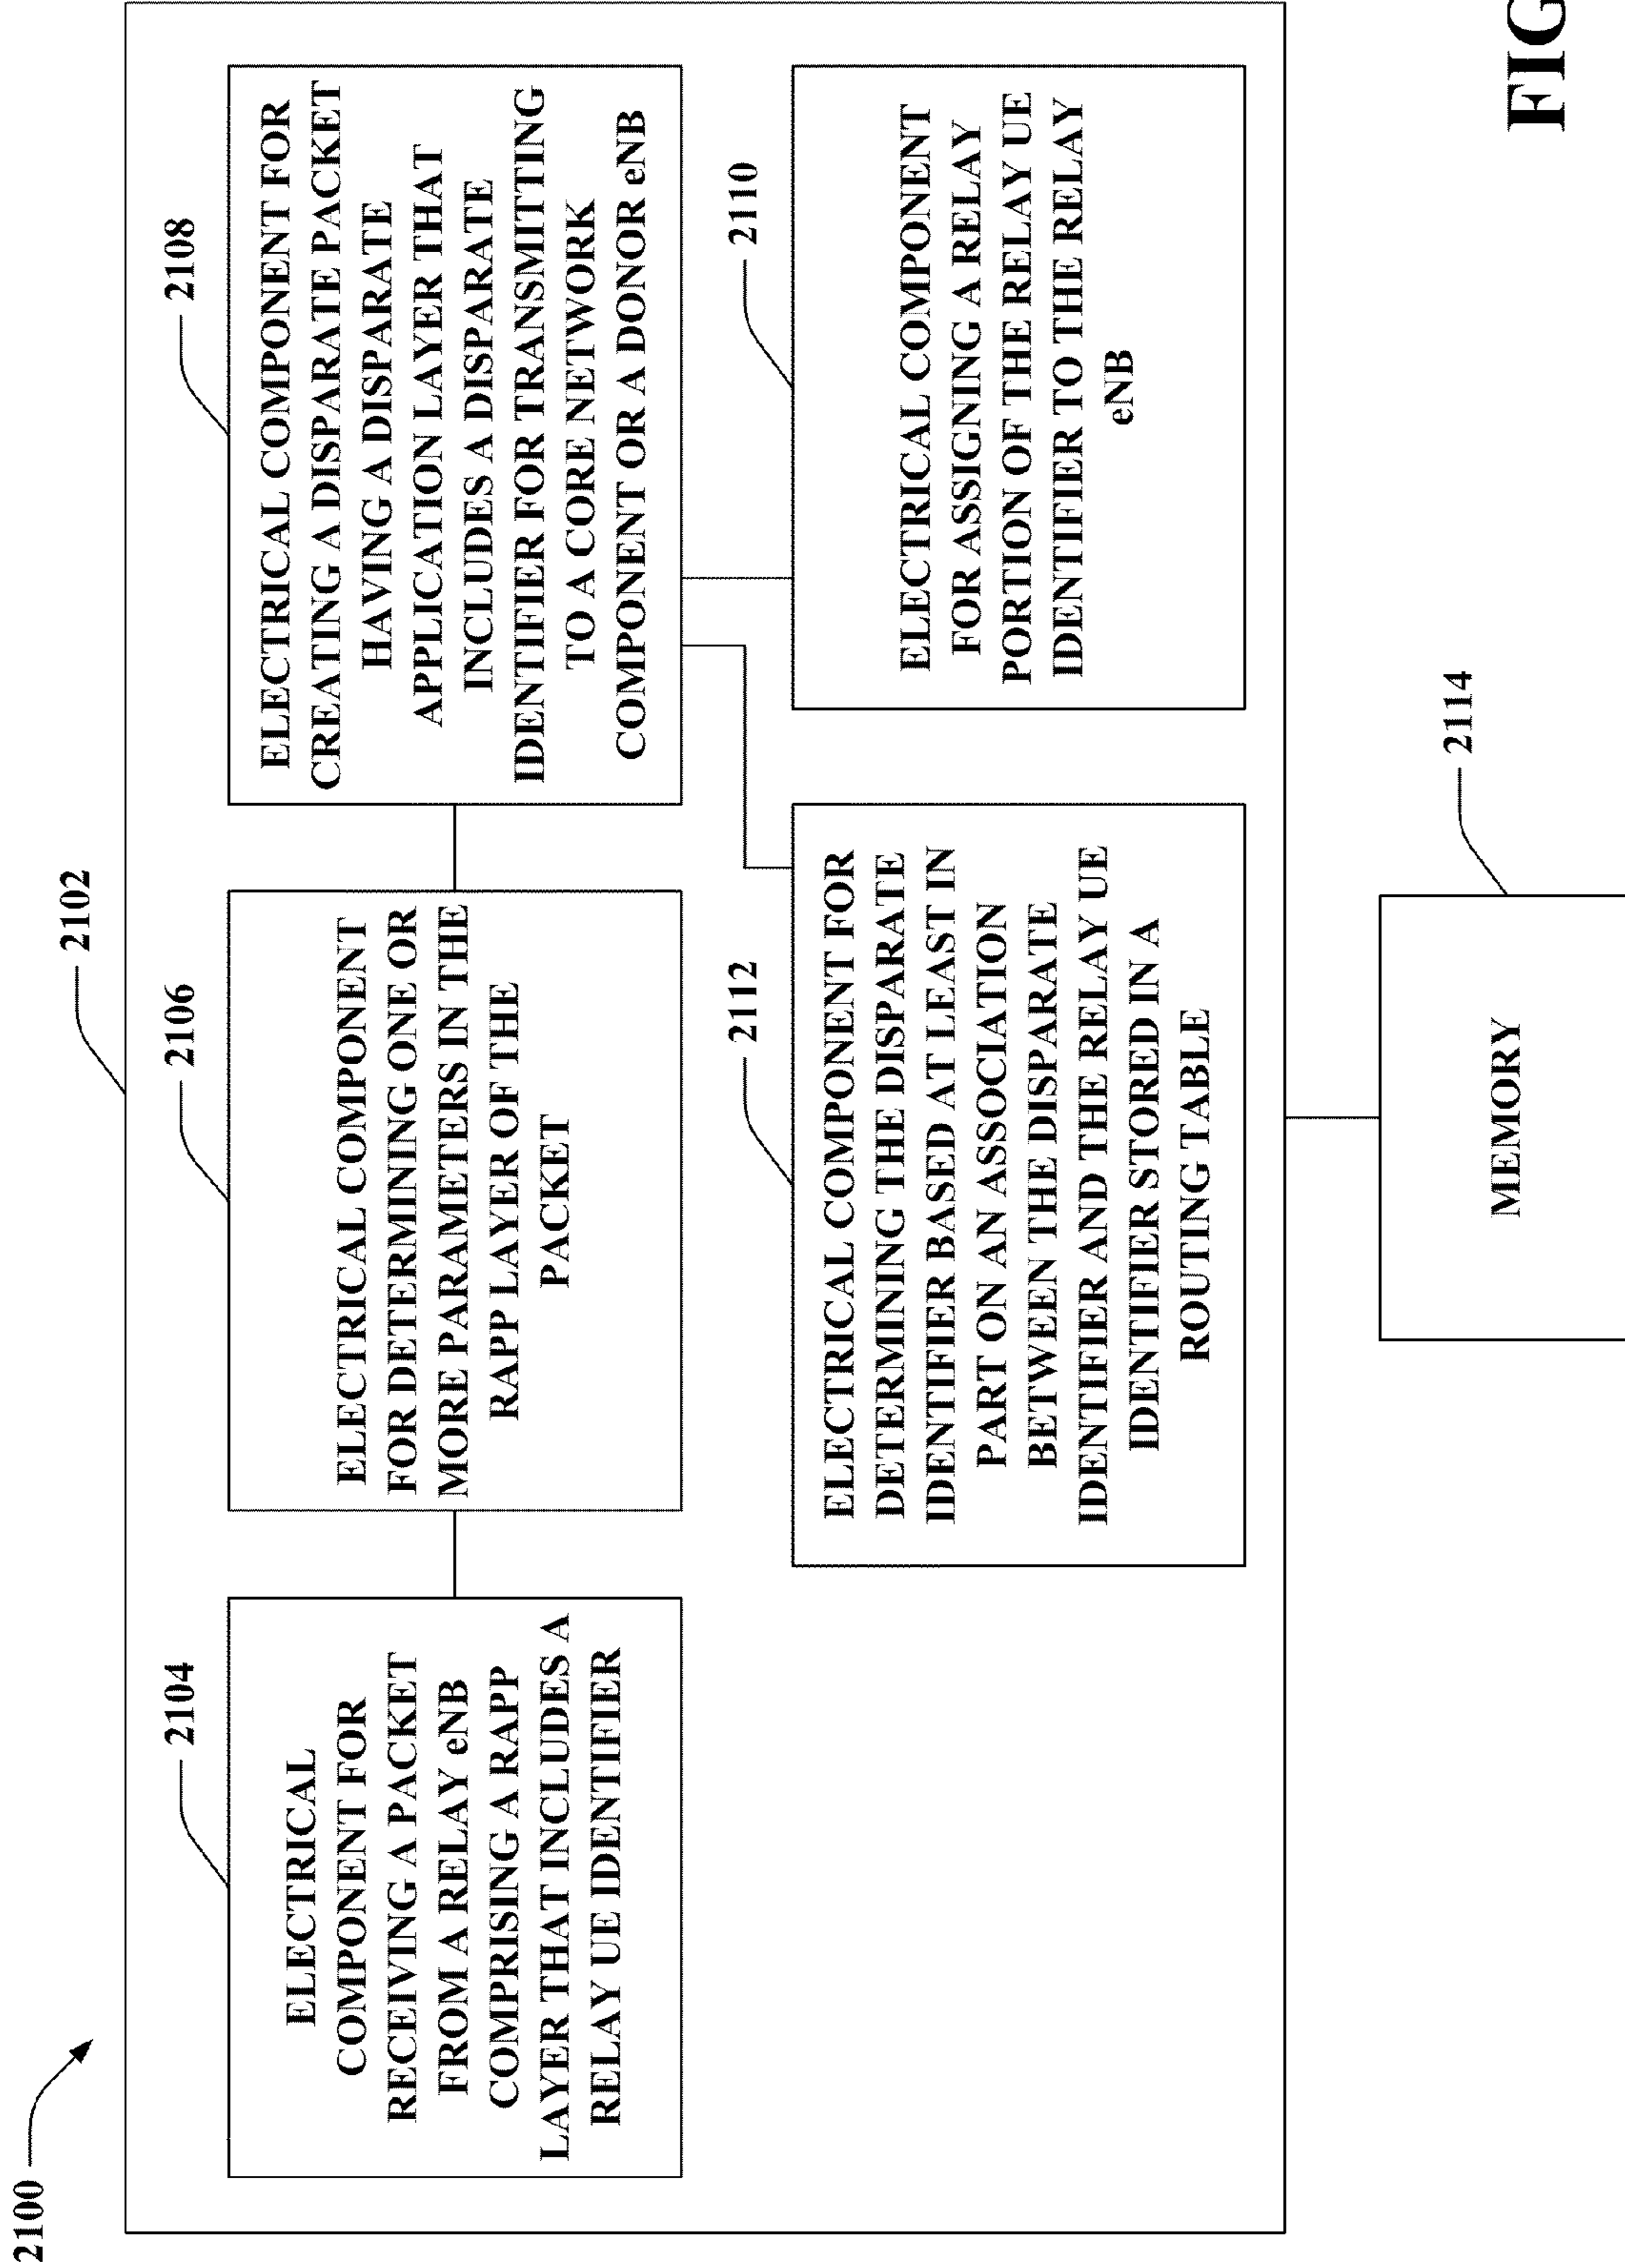 2100
2102
2104
ELECTRICAL
COMPONENT FOR
RECEIVING A PACKET
FROM A RELAY eNB
COMPRISING A RAPP
LAYER THAT INCLUDES A
RELAY UE IDENTIFIER
2106
ELECTRICAL COMPONENT
FOR DETERMINING ONE OR
MORE PARAMETERS IN THE
RAPP LAYER OF THE
PACKET
2108
ELECTRICAL COMPONENT FOR
CREATING A DISPARATE PACKET
HAVING A DISPARATE
APPLICATION LAYER THAT
INCLUDES A DISPARATE
IDENTIFIER FOR TRANSMITTING
TO A CORE NETWORK
COMPONENT OR A DONOR eNB
2112
ELECTRICAL COMPONENT FOR
DETERMINING THE DISPARATE
IDENTIFIER BASED AT LEAST IN
PART ON AN ASSOCIATION
BETWEEN THE DISPARATE
IDENTIFIER AND THE RELAY UE
IDENTIFIER STORED IN A
ROUTING TABLE
2110
ELECTRICAL COMPONENT
FOR ASSIGNING A RELAY
PORTION OF THE RELAY UE
IDENTIFIER TO THE RELAY
eNB
2114
MEMORY
FIG